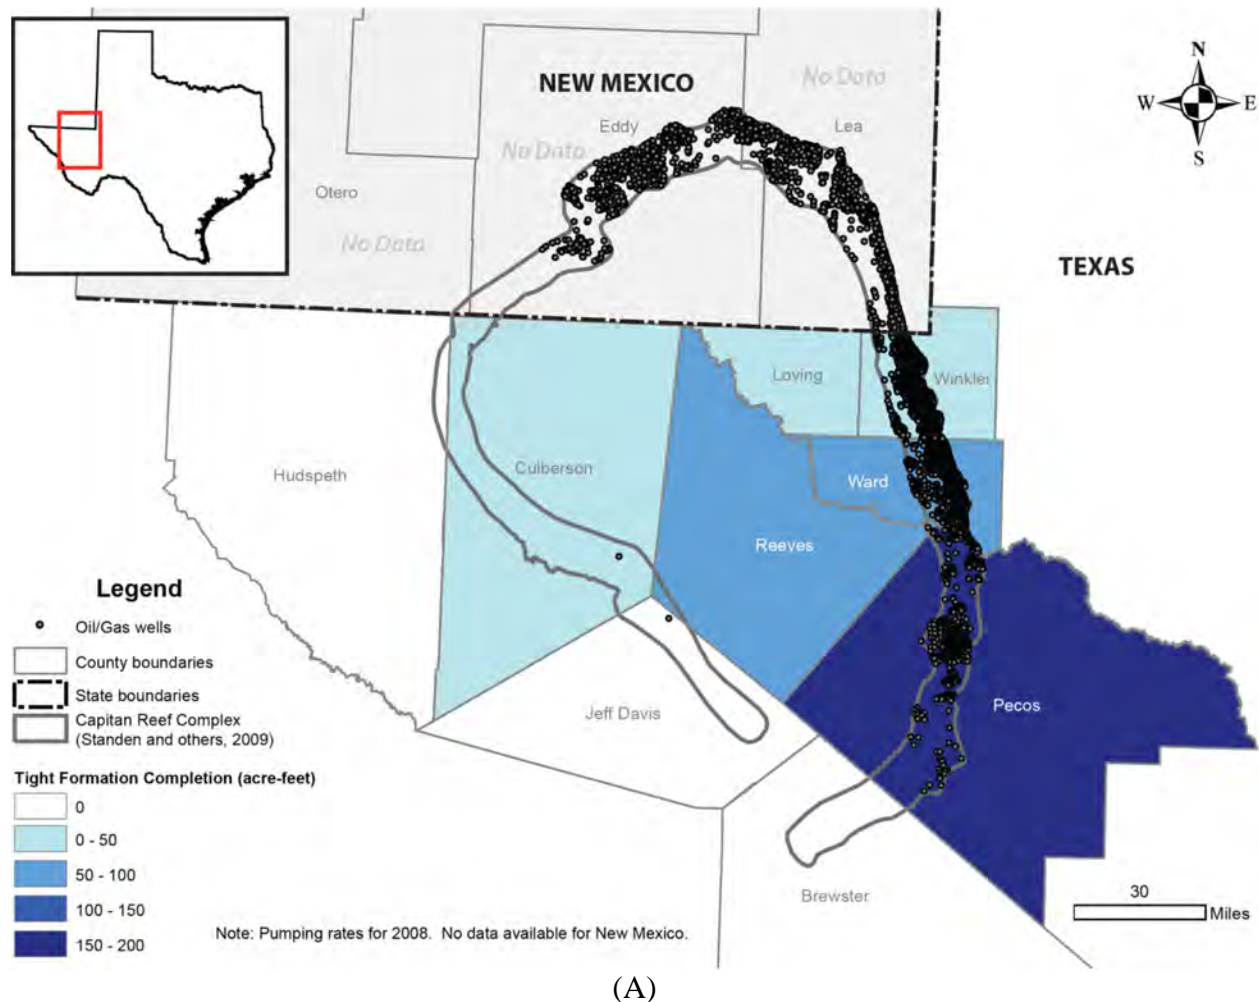 NEW MEXICO
No Data
Eddy
Lea
No Data
Otero
No Data
N
W
E
S
TEXAS
Loving
Winkler
Hudspeth
Culberson
Ward
Reeves
Pecos
Jeff Davis
Brewster
Legend
Oil/Gas wells
County boundaries
State boundaries
Capitan Reef Complex
(Standen and others, 2009)
Tight Formation Completion (acre-feet)
0
0 - 50
50 - 100
100 - 150
150 - 200
Note: Pumping rates for 2008. No data available for New Mexico.
30
Miles
(A)